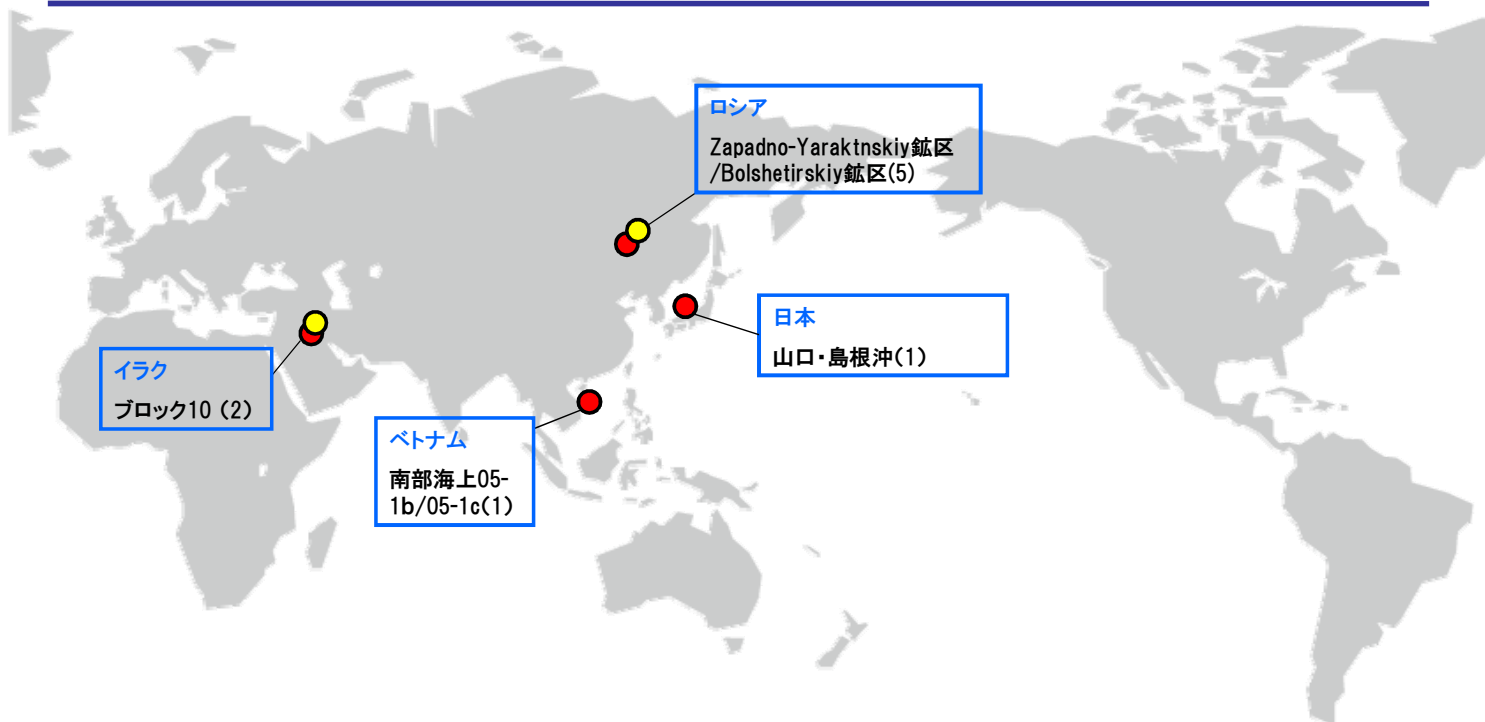 ロシア
Zapadno-Yaraktnskiy鉱区
/Bolshetirskiy鉱区(5)
日本
山口・島根沖(1)
イラク
ブロック10 (2)
ベトナム
南部海上05-
1b/05-1c(1)